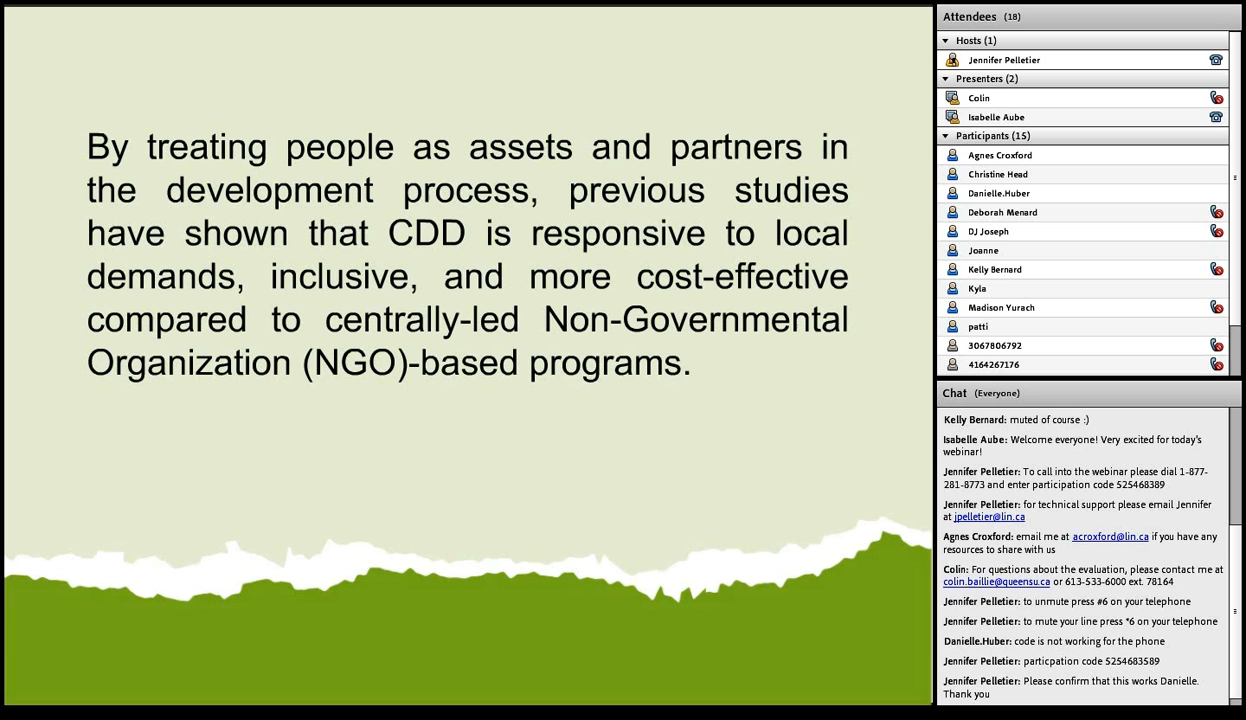 By treating people as assets and partners in
the development process, previous studies
have shown that CDD is responsive to local
demands, inclusive, and more cost-effective
compared to centrally-led Non-Governmental
Organization (NGO)-based programs.
Attendees (18)
Hosts (1)
Jennifer Pelletier
Presenters (2)
Colin
Isabelle Aube
Participants (15)
Agnes Croxford
Christine Head
Danielle.Huber
Deborah Menard
DJ Joseph
Joanne
Kelly Bernard
Kyla
Madison Yurach
patti
3067806792
4164267176
Chat (Everyone)
Kelly Bernard: muted of course :)
Isabelle Aube: Welcome everyone! Very excited for today's
webinar!
Jennifer Pelletier: To call into the webinar please dial 1-877-
281-8773 and enter participation code 525468389
Jennifer Pelletier: for technical support please email Jennifer
at jpelletier@lin.ca
Agnes Croxford: email me at acroxford@lin.ca if you have any
resources to share with us
Colin: For questions about the evaluation, please contact me at
colin.baillie@queensu.ca or 613-533-6000 ext. 78164
Jennifer Pelletier: to unmute press #6 on your telephone
Jennifer Pelletier: to mute your line press *6 on your telephone
Danielle.Huber: code is not working for the phone
Jennifer Pelletier: particpation code 5254683589
Jennifer Pelletier: Please confirm that this works Danielle.
Thank you